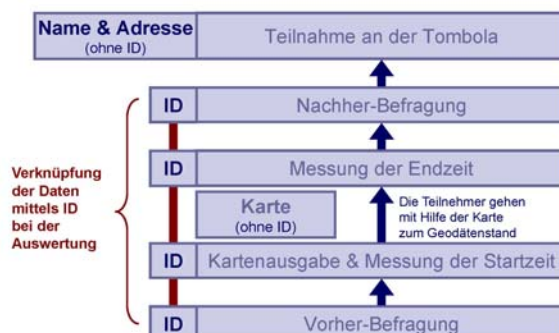 Name & Adresse
(ohne ID)
Teilnahme an der Tombola
ID
Nachher-Befragung
ID
Messung der Endzeit
Verknüpfung
der Daten
mittels ID
bei der
Auswertung
Karte
(ohne ID)
Die Teilnehmer gehen
mit Hilfe der Karte
zum Geodätenstand
ID
Kartenausgabe & Messung der Startzeit
ID
Vorher-Befragung